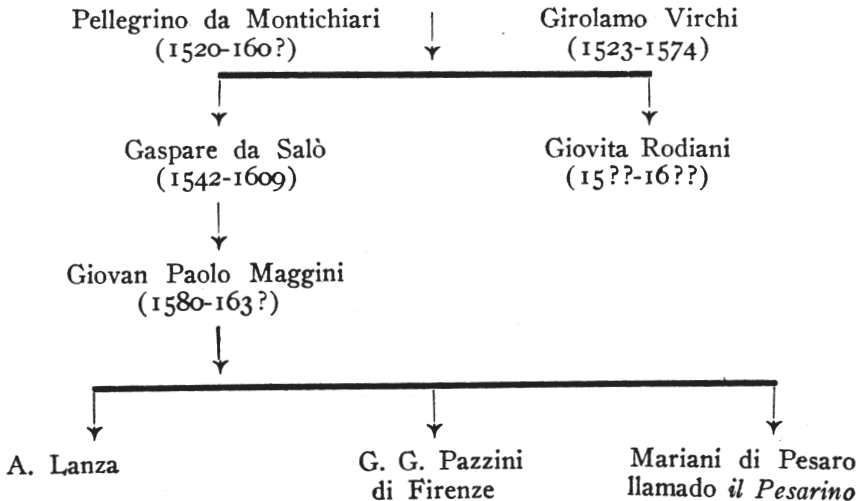 Pellegrino da Montichiari
(1520-160?)
Girolamo Virchi
(1523-1574)
Gaspare da Salò
(1542-1609)
Giovita Rodiani
(15??-16??)
Giovan Paolo Maggini
(1580-163?)
A. Lanza
G. G. Pazzini
di Firenze
Mariani di Pesaro
llamado il Pesarino